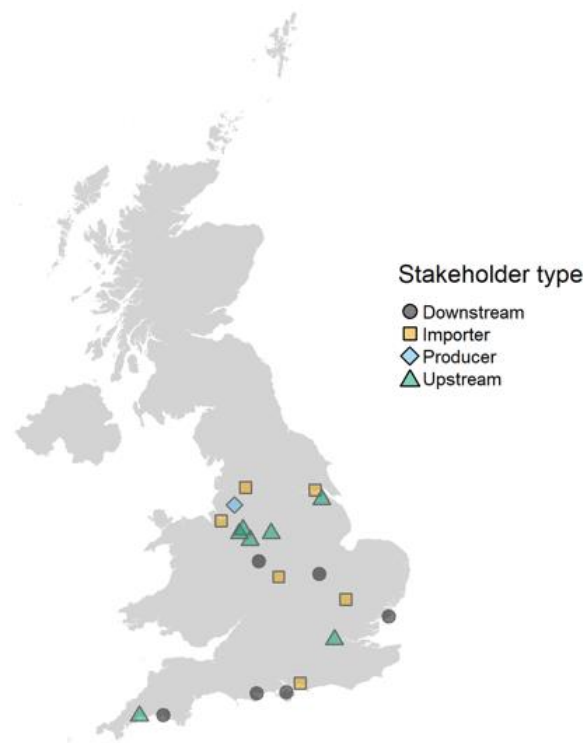 Stakeholder type
Downstream
Importer
Producer
Upstream